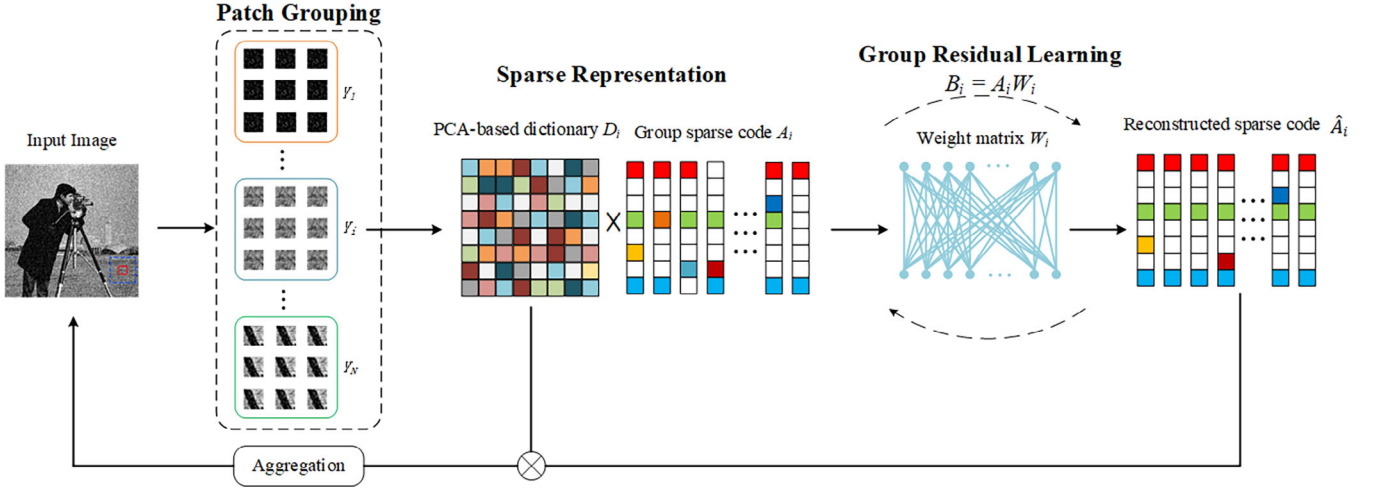 Patch Grouping
Input Image
Y₁
Yᵢ
Y_N
Sparse Representation
PCA-based dictionary Dᵢ
Group sparse code Aᵢ
X
Group Residual Learning
Bᵢ = AᵢWᵢ
Weight matrix Wᵢ
Reconstructed sparse code Âᵢ
Aggregation